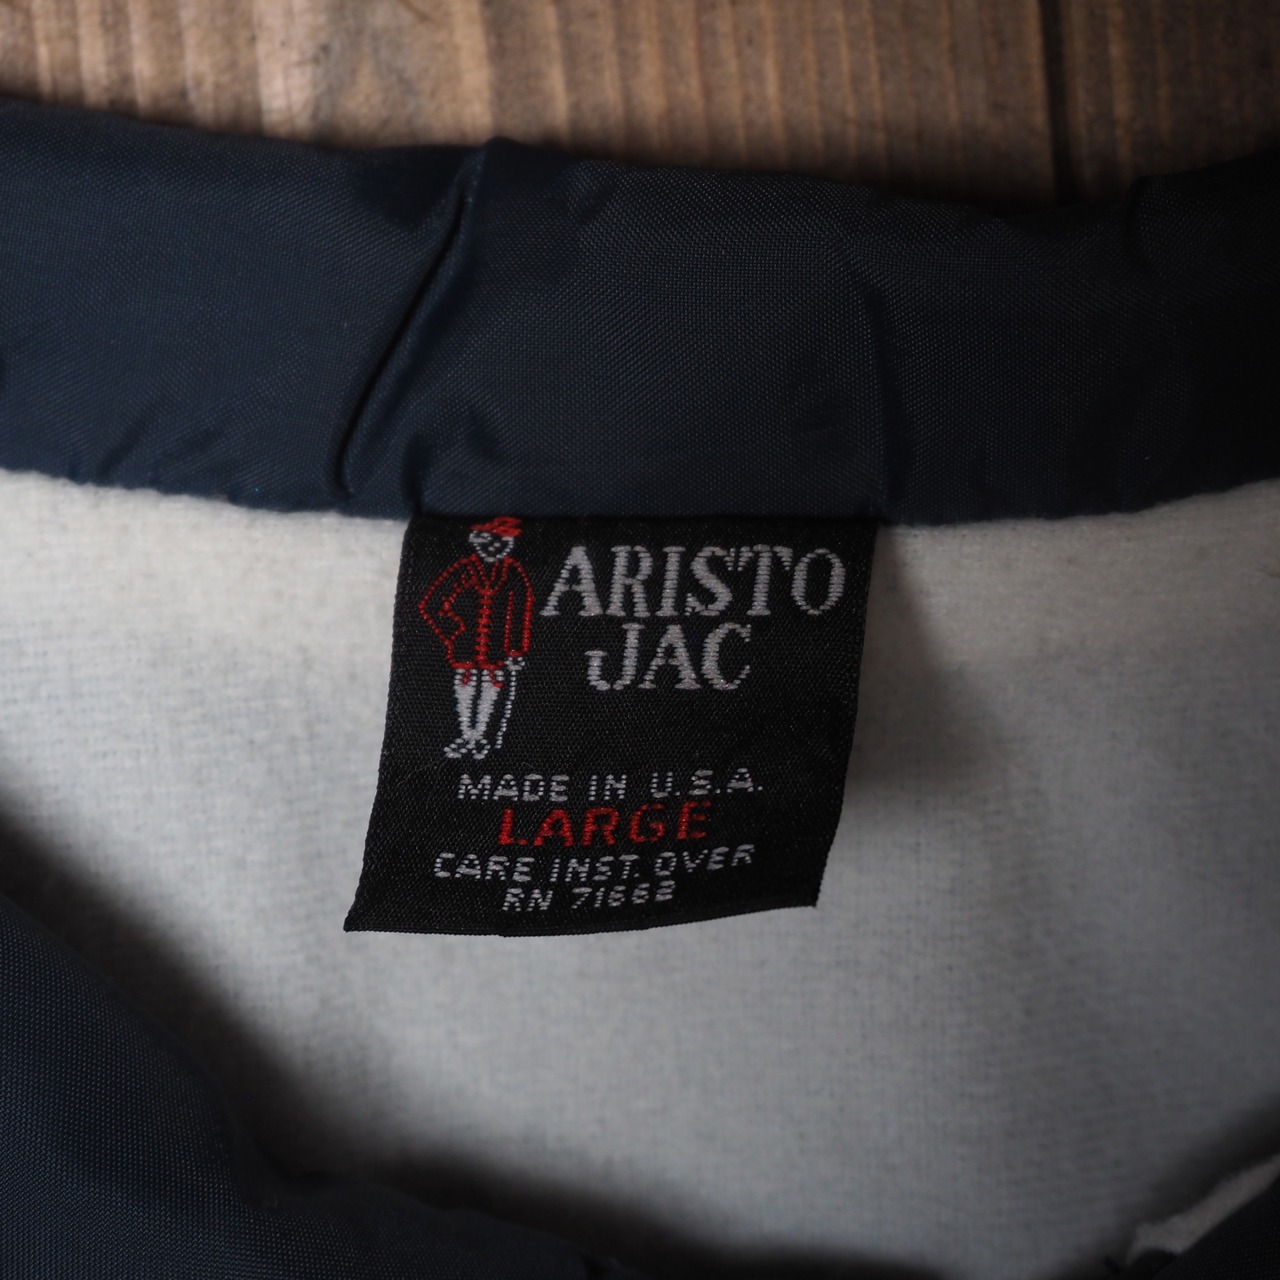 ARISTO
JAC
MADE IN U.S.A.
LARGE
CARE INST. OVER
RN 71662